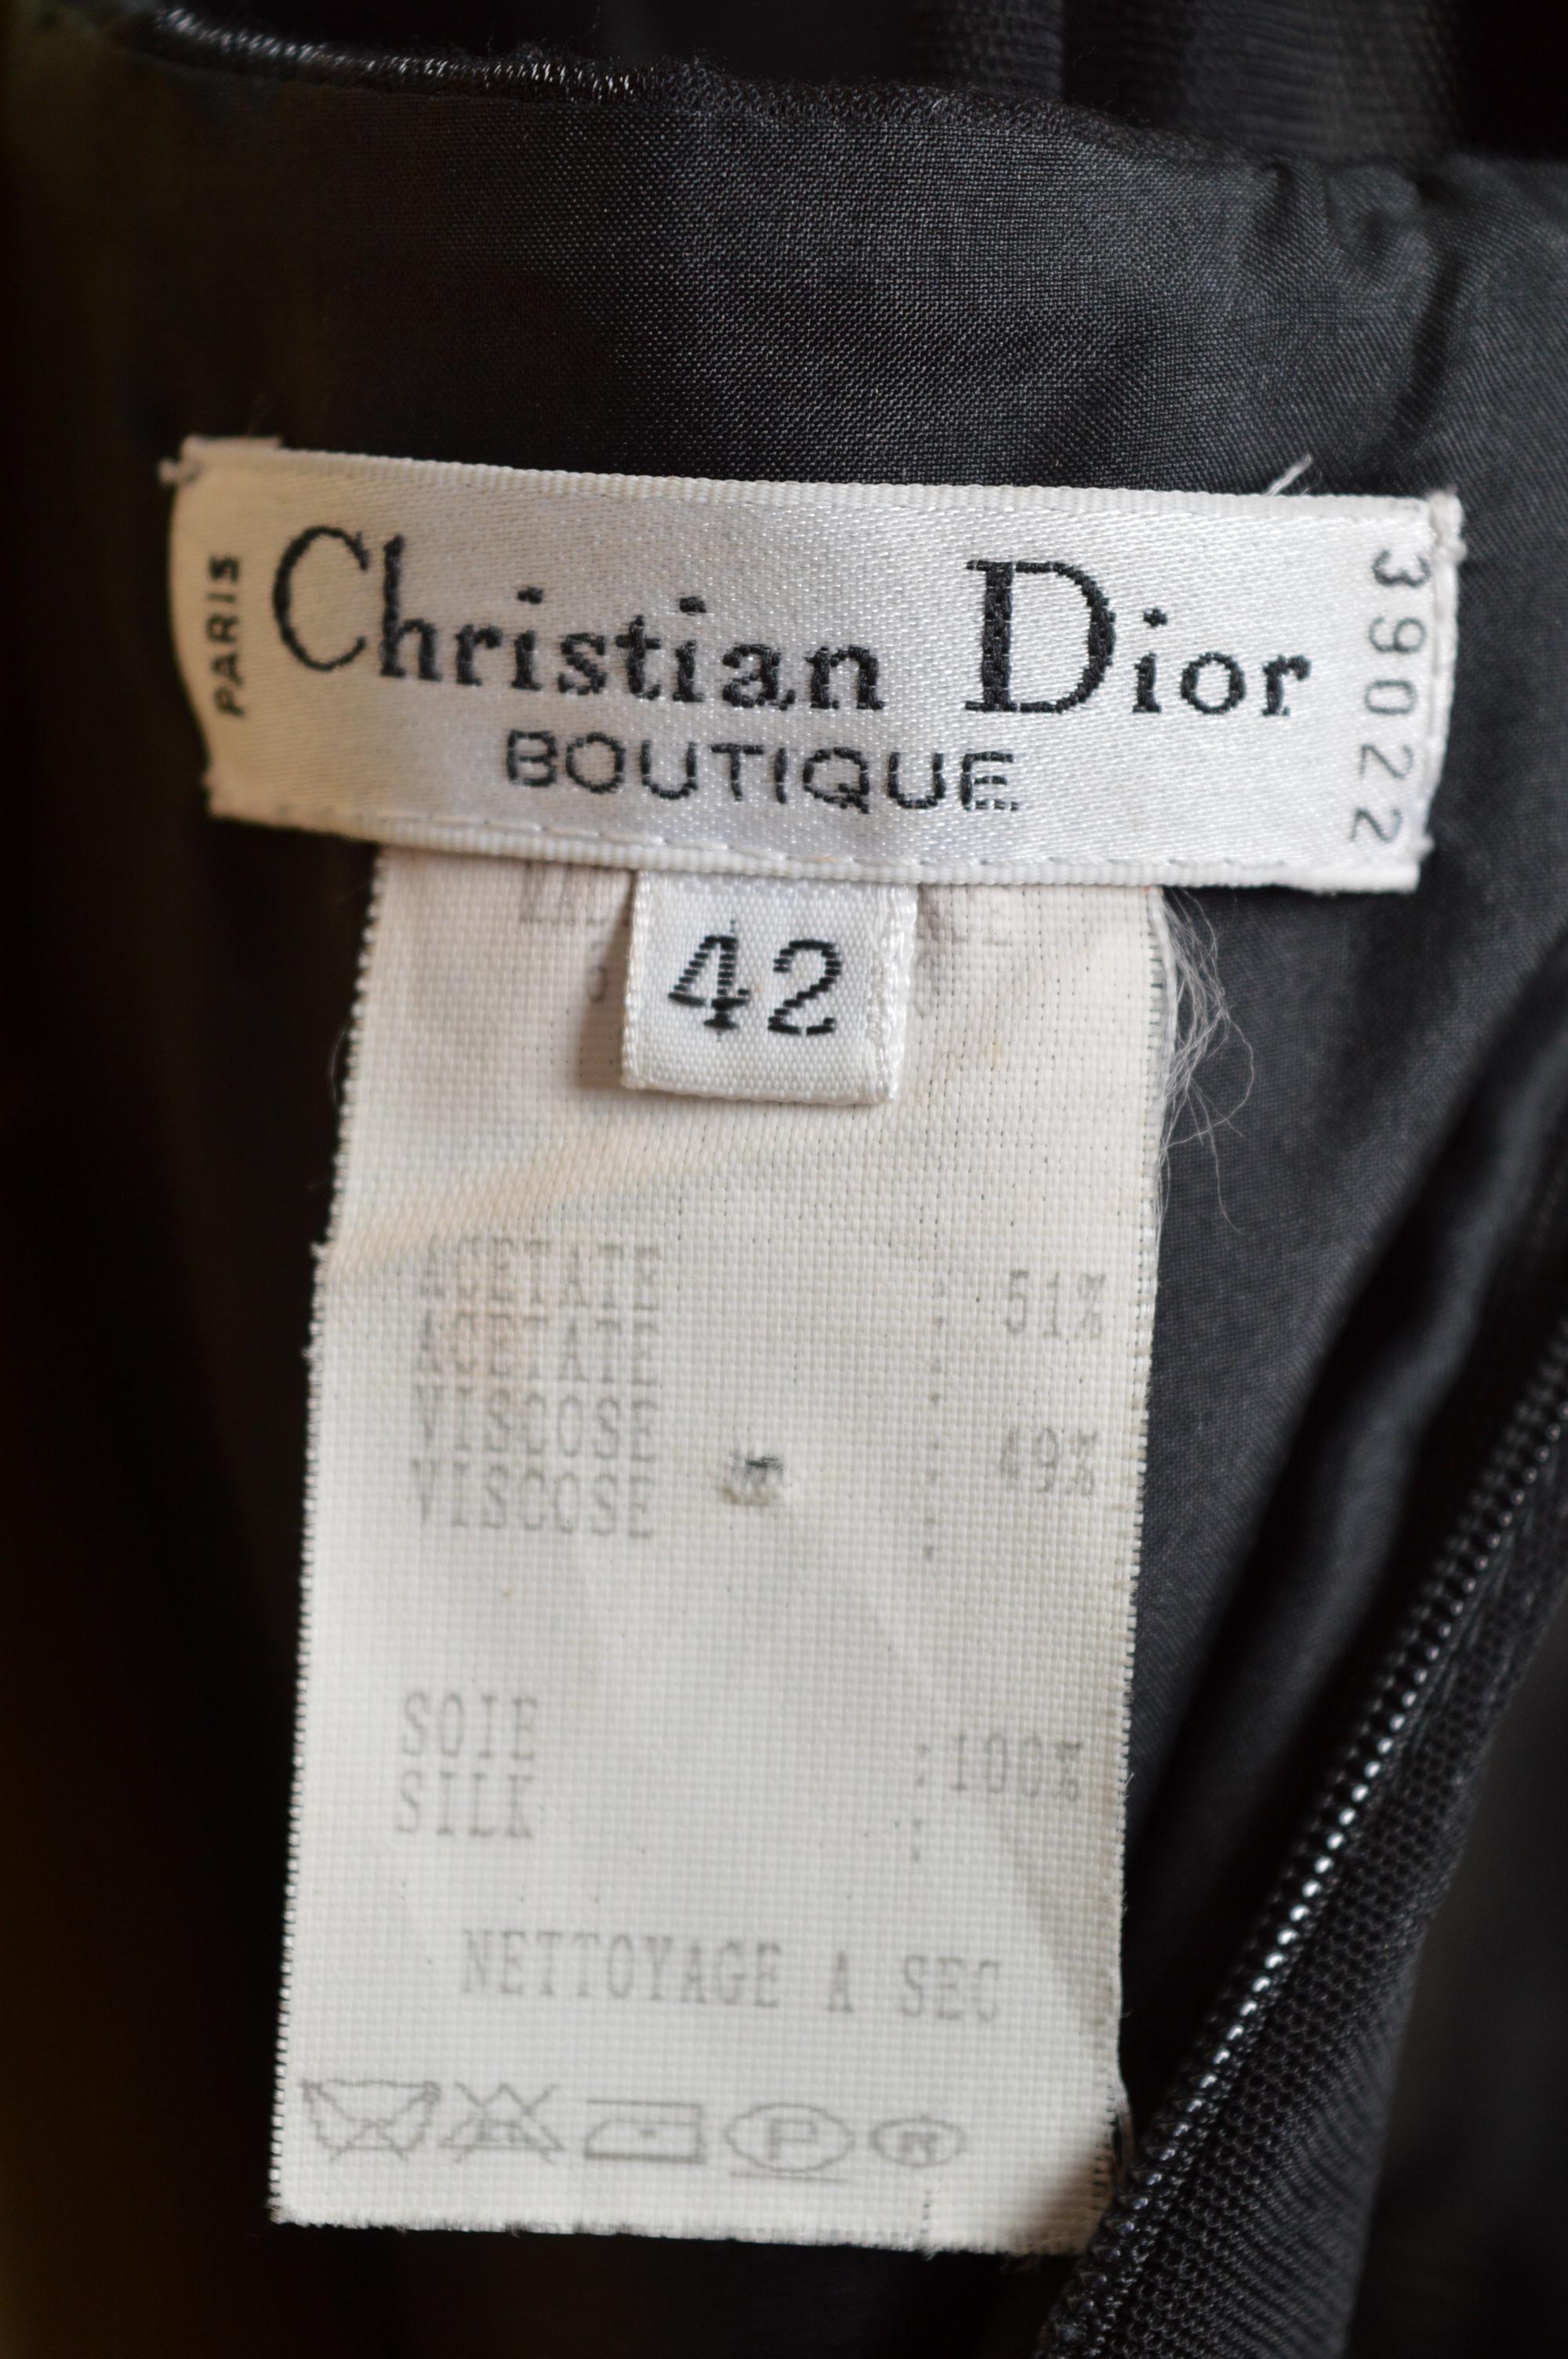 PARIS
Christian Dior
BOUTIQUE
39022
42
ACETATE : 51%
ACETATE :
VISCOSE : 49%
VISCOSE :
SOIE : 100%
SILK :
NETTOYAGE A SEC
P